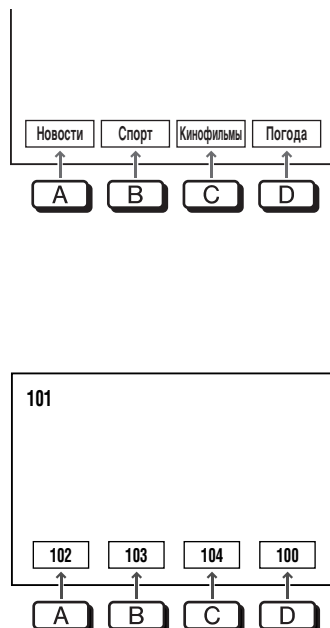 Новости Спорт Кинофильмы Погода
A B C D
101
102 103 104 100
A B C D